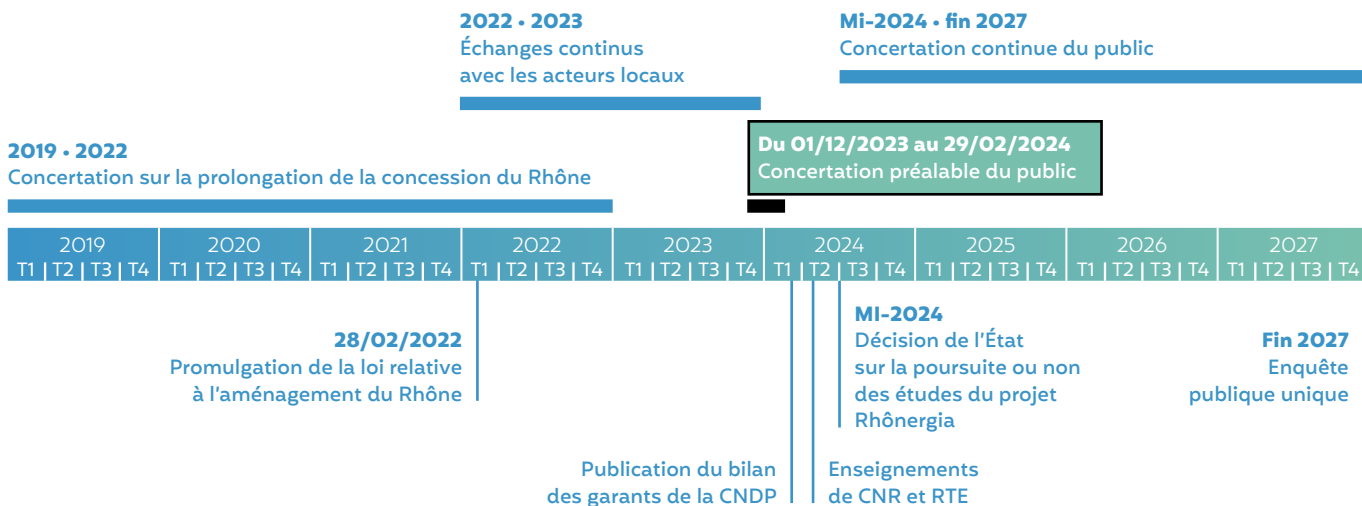 2022 • 2023
Échanges continus
avec les acteurs locaux
Mi-2024 • fin 2027
Concertation continue du public
Du 01/12/2023 au 29/02/2024
Concertation préalable du public
2019 • 2022
Concertation sur la prolongation de la concession du Rhône
2019 2020 2021 2022 2023 2024 2025 2026 2027
T1 | T2 | T3 | T4 T1 | T2 | T3 | T4 T1 | T2 | T3 | T4 T1 | T2 | T3 | T4 T1 | T2 | T3 | T4 T1 | T2 | T3 | T4 T1 | T2 | T3 | T4 T1 | T2 | T3 | T4 T1 | T2 | T3 | T4
28/02/2022
Promulgation de la loi relative
à l'aménagement du Rhône
MI-2024
Décision de l'État
sur la poursuite ou non
des études du projet
Rhônergia
Fin 2027
Enquête
publique unique
Publication du bilan
des garants de la CNDP
Enseignements
de CNR et RTE